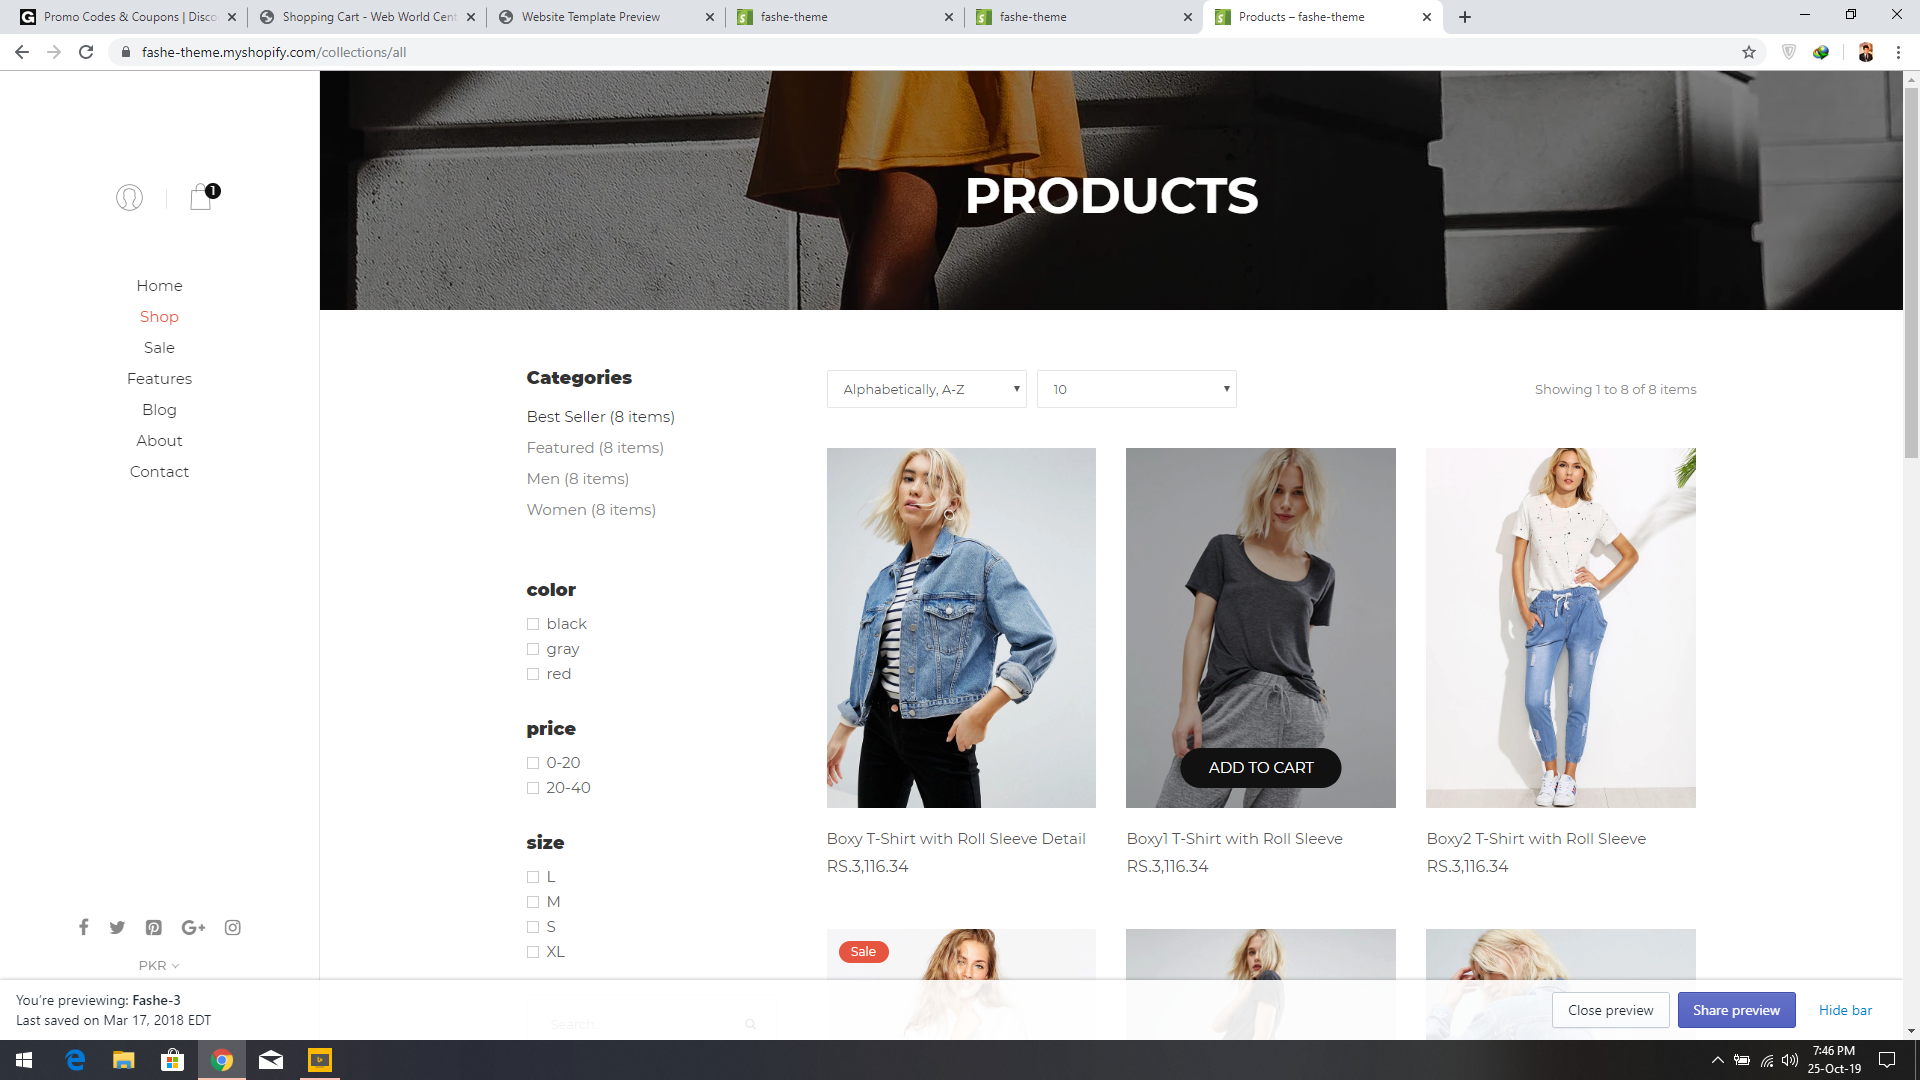 Promo Codes & Coupons | Disco
Shopping Cart - Web World Cent
Website Template Preview
fashe-theme
fashe-theme
Products – fashe-theme
fashe-theme.myshopify.com/collections/all
1
Home
Shop
Sale
Features
Blog
About
Contact
PKR
PRODUCTS
Categories
Best Seller (8 items)
Featured (8 items)
Men (8 items)
Women (8 items)
color
black
gray
red
price
0-20
20-40
size
L
M
S
XL
Search...
Alphabetically, A-Z
10
Showing 1 to 8 of 8 items
ADD TO CART
Boxy T-Shirt with Roll Sleeve Detail
RS.3,116.34
Boxy1 T-Shirt with Roll Sleeve
RS.3,116.34
Boxy2 T-Shirt with Roll Sleeve
RS.3,116.34
Sale
You're previewing: Fashe-3
Last saved on Mar 17, 2018 EDT
Close preview
Share preview
Hide bar
7:46 PM
25-Oct-19